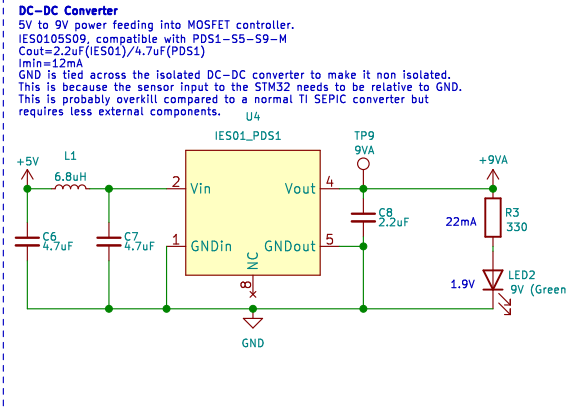 DC-DC Converter
5V to 9V power feeding into MOSFET controller.
IES0105S09, compatible with PDS1-S5-S9-M
Cout=2.2uF(IES01)/4.7uF(PDS1)
Imin=12mA
GND is tied across the isolated DC-DC converter to make it non isolated.
This is because the sensor input to the STM32 needs to be relative to GND.
This is probably overkill compared to a normal TI SEPIC converter but
requires less external components.
U4
IES01_PDS1
TP9
9VA
+5V
L1
6.8uH
+9VA
2
Vin
Vout
4
C6
4.7uF
C7
4.7uF
C8
2.2uF
22mA
R3
330
1
GNDin
GNDout
5
NC
8
1.9V
LED2
9V (Green
GND